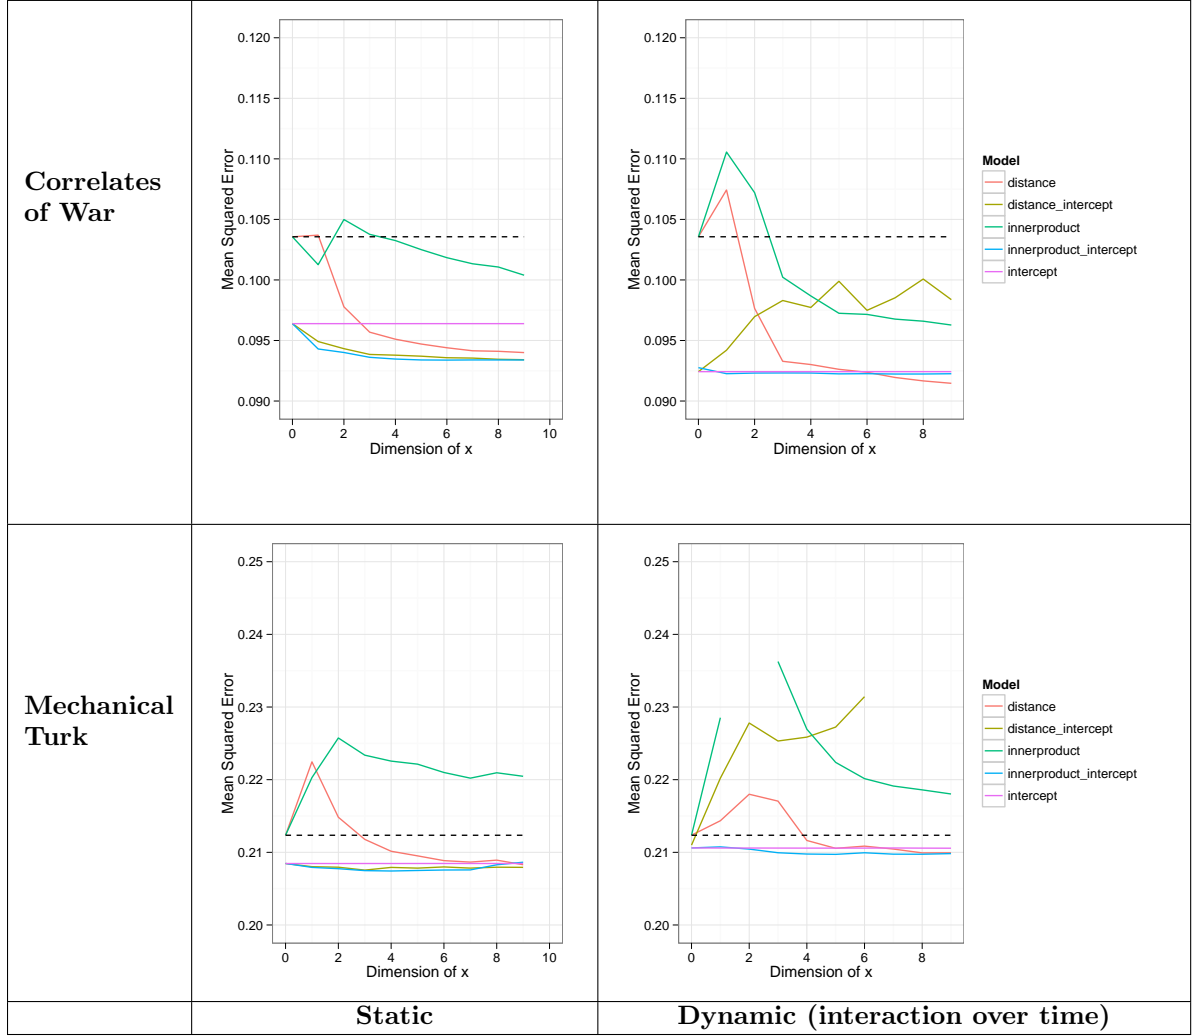 Correlates
of War
0.120
0.115
0.110
0.105
0.100
0.095
0.090
Mean Squared Error
0 2 4 6 8 10
Dimension of x
0.120
0.115
0.110
0.105
0.100
0.095
0.090
Mean Squared Error
0 2 4 6 8
Dimension of x
Model
distance
distance_intercept
innerproduct
innerproduct_intercept
intercept
Mechanical
Turk
0.25
0.24
0.23
0.22
0.21
0.20
Mean Squared Error
0 2 4 6 8 10
Dimension of x
0.25
0.24
0.23
0.22
0.21
0.20
Mean Squared Error
0 2 4 6 8
Dimension of x
Model
distance
distance_intercept
innerproduct
innerproduct_intercept
intercept
Static
Dynamic (interaction over time)